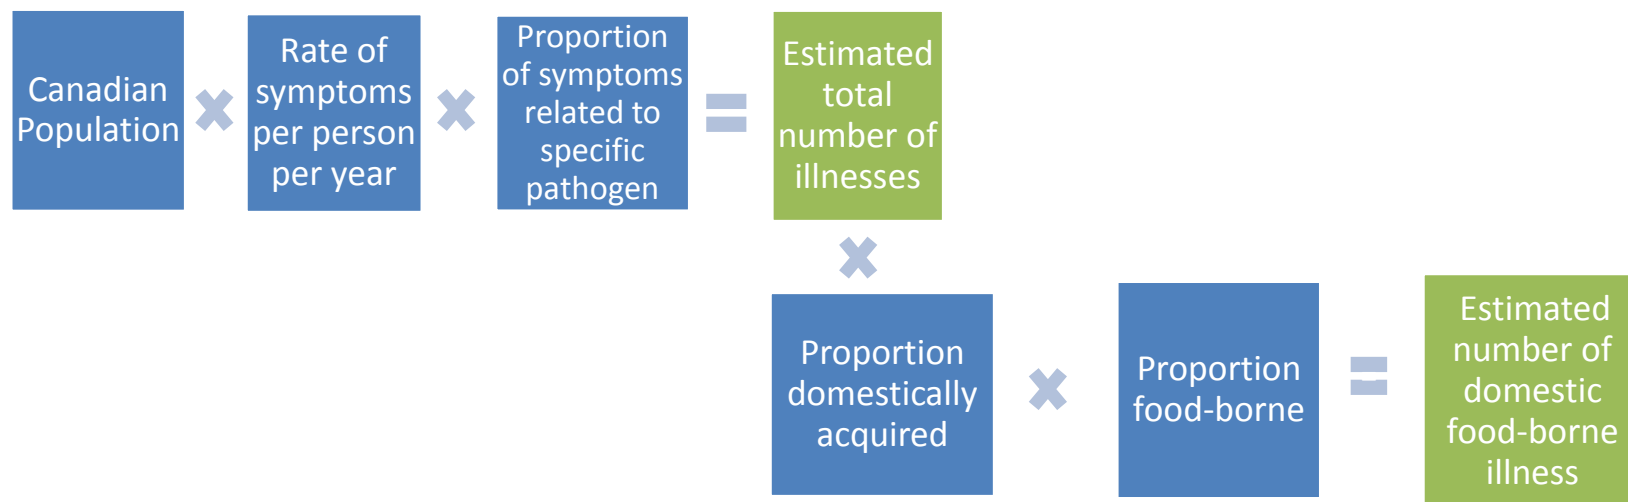 Canadian
Population
Rate of
symptoms
per person
per year
Proportion
of symptoms
related to
specific
pathogen
Estimated
total
number of
illnesses
Proportion
domestically
acquired
Proportion
food-borne
Estimated
number of
domestic
food-borne
illness